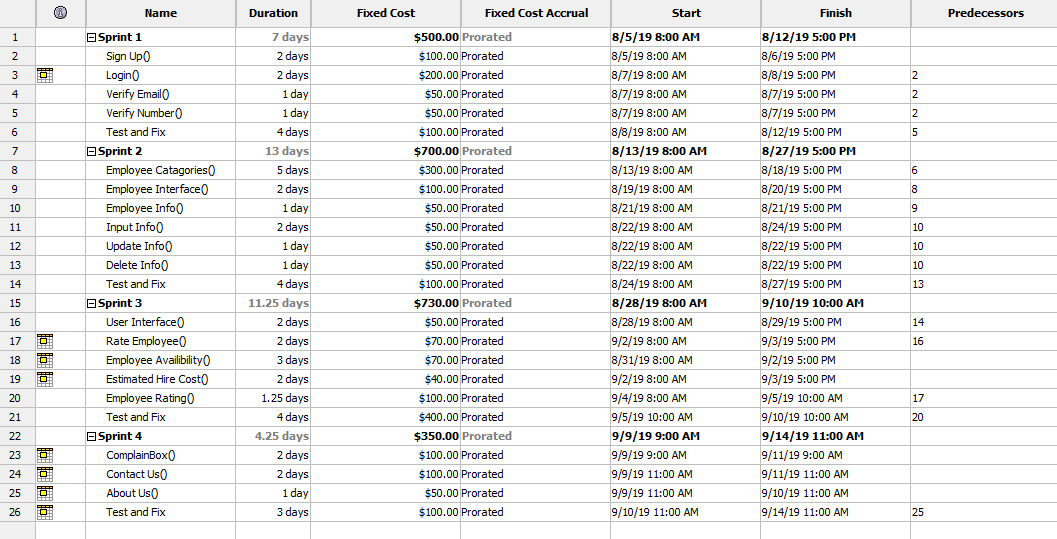 Name Duration Fixed Cost Fixed Cost Accrual Start Finish Predecessors
1 Sprint 1 7 days $500.00 Prorated 8/5/19 8:00 AM 8/12/19 5:00 PM
2 Sign Up() 2 days $100.00 Prorated 8/5/19 8:00 AM 8/6/19 5:00 PM
3 Login() 2 days $200.00 Prorated 8/7/19 8:00 AM 8/8/19 5:00 PM 2
4 Verify Email() 1 day $50.00 Prorated 8/7/19 8:00 AM 8/7/19 5:00 PM 2
5 Verify Number() 1 day $50.00 Prorated 8/7/19 8:00 AM 8/7/19 5:00 PM 2
6 Test and Fix 4 days $100.00 Prorated 8/8/19 8:00 AM 8/12/19 5:00 PM 5
7 Sprint 2 13 days $700.00 Prorated 8/13/19 8:00 AM 8/27/19 5:00 PM
8 Employee Catagories() 5 days $300.00 Prorated 8/13/19 8:00 AM 8/18/19 5:00 PM 6
9 Employee Interface() 2 days $100.00 Prorated 8/19/19 8:00 AM 8/20/19 5:00 PM 8
10 Employee Info() 1 day $50.00 Prorated 8/21/19 8:00 AM 8/21/19 5:00 PM 9
11 Input Info() 2 days $50.00 Prorated 8/22/19 8:00 AM 8/24/19 5:00 PM 10
12 Update Info() 1 day $50.00 Prorated 8/22/19 8:00 AM 8/22/19 5:00 PM 10
13 Delete Info() 1 day $50.00 Prorated 8/22/19 8:00 AM 8/22/19 5:00 PM 10
14 Test and Fix 4 days $100.00 Prorated 8/24/19 8:00 AM 8/27/19 5:00 PM 13
15 Sprint 3 11.25 days $730.00 Prorated 8/28/19 8:00 AM 9/10/19 10:00 AM
16 User Interface() 2 days $50.00 Prorated 8/28/19 8:00 AM 8/29/19 5:00 PM 14
17 Rate Employee() 2 days $70.00 Prorated 9/2/19 8:00 AM 9/3/19 5:00 PM 16
18 Employee Availibility() 3 days $70.00 Prorated 8/31/19 8:00 AM 9/2/19 5:00 PM
19 Estimated Hire Cost() 2 days $40.00 Prorated 9/2/19 8:00 AM 9/3/19 5:00 PM
20 Employee Rating() 1.25 days $100.00 Prorated 9/4/19 8:00 AM 9/5/19 10:00 AM 17
21 Test and Fix 4 days $400.00 Prorated 9/5/19 10:00 AM 9/10/19 10:00 AM 20
22 Sprint 4 4.25 days $350.00 Prorated 9/9/19 9:00 AM 9/14/19 11:00 AM
23 ComplainBox() 2 days $100.00 Prorated 9/9/19 9:00 AM 9/11/19 9:00 AM
24 Contact Us() 2 days $100.00 Prorated 9/9/19 11:00 AM 9/11/19 11:00 AM
25 About Us() 1 day $50.00 Prorated 9/9/19 11:00 AM 9/10/19 11:00 AM
26 Test and Fix 3 days $100.00 Prorated 9/10/19 11:00 AM 9/14/19 11:00 AM 25